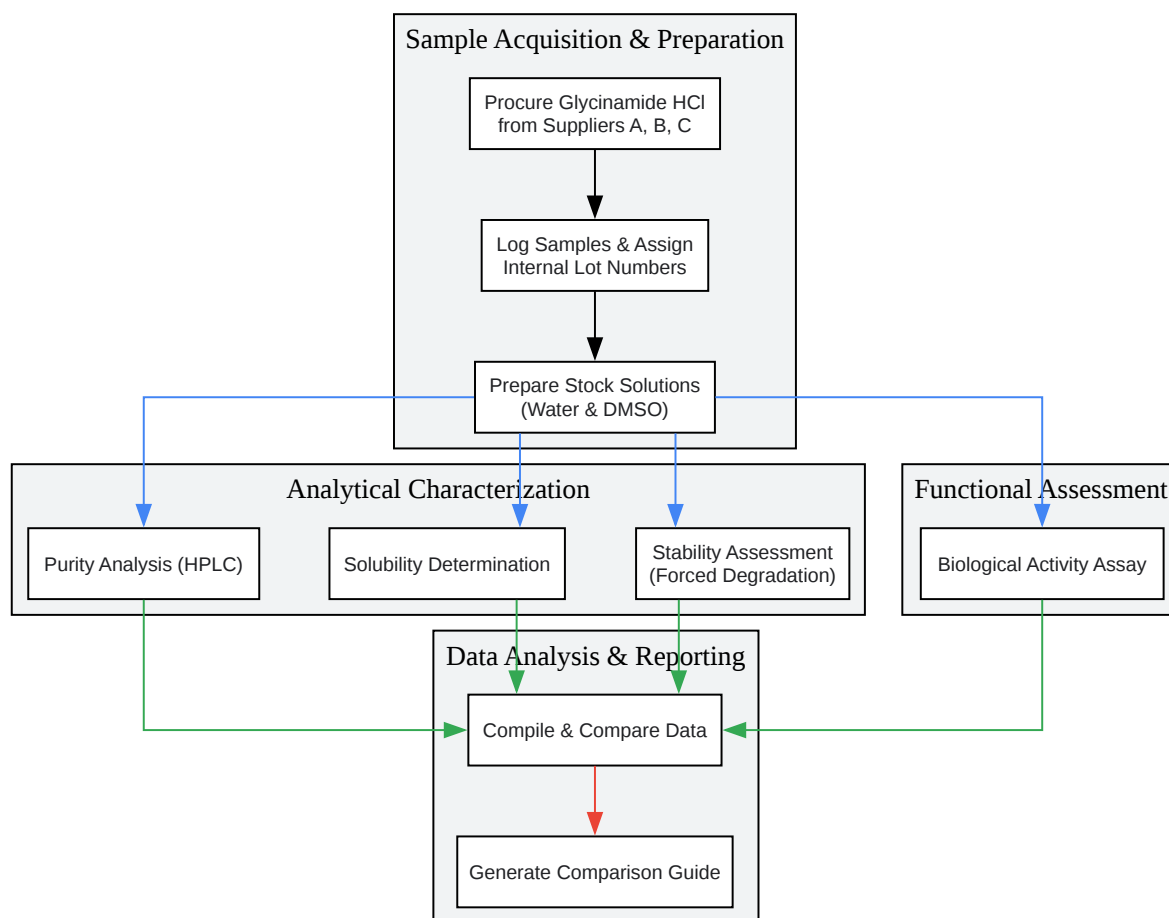 Sample Acquisition & Preparation
Procure Glycinamide HCl
from Suppliers A, B, C
Log Samples & Assign
Internal Lot Numbers
Prepare Stock Solutions
(Water & DMSO)
Analytical Characterization
Functional Assessment
Purity Analysis (HPLC)
Solubility Determination
Stability Assessment
(Forced Degradation)
Biological Activity Assay
Data Analysis & Reporting
Compile & Compare Data
Generate Comparison Guide